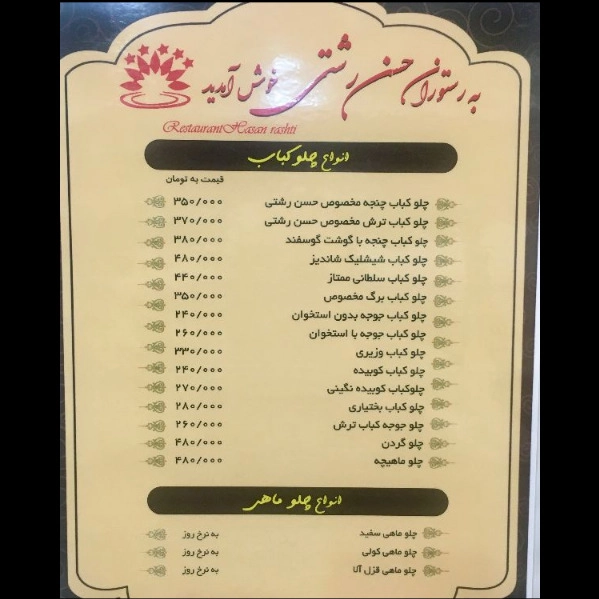 به رستوران حسن رشتی خوش آمدید
Restaurant Hasan rashti
انواع چلو کباب
قیمت به تومان
چلو کباب چنجه مخصوص حسن رشتی ۳۵۰/۰۰۰
چلو کباب ترش مخصوص حسن رشتی ۳۷۰/۰۰۰
چلو کباب چنجه با گوشت گوسفند ۳۸۰/۰۰۰
چلو کباب شیشلیک شاندیز ۴۸۰/۰۰۰
چلو کباب سلطانی ممتاز ۴۴۰/۰۰۰
چلو کباب برگ مخصوص ۳۵۰/۰۰۰
چلو کباب جوجه بدون استخوان ۲۴۰/۰۰۰
چلو کباب جوجه با استخوان ۲۶۰/۰۰۰
چلو کباب وزیری ۳۳۰/۰۰۰
چلو کباب کوبیده ۲۴۰/۰۰۰
چلوکباب کوبیده نگینی ۲۷۰/۰۰۰
چلو کباب بختیاری ۲۸۰/۰۰۰
چلو جوجه کباب ترش ۲۶۰/۰۰۰
چلو گردن ۴۸۰/۰۰۰
چلو ماهیچه ۴۸۰/۰۰۰
انواع چلو ماهی
چلو ماهی سفید به نرخ روز
چلو ماهی کولی به نرخ روز
چلو ماهی قزل آلا به نرخ روز